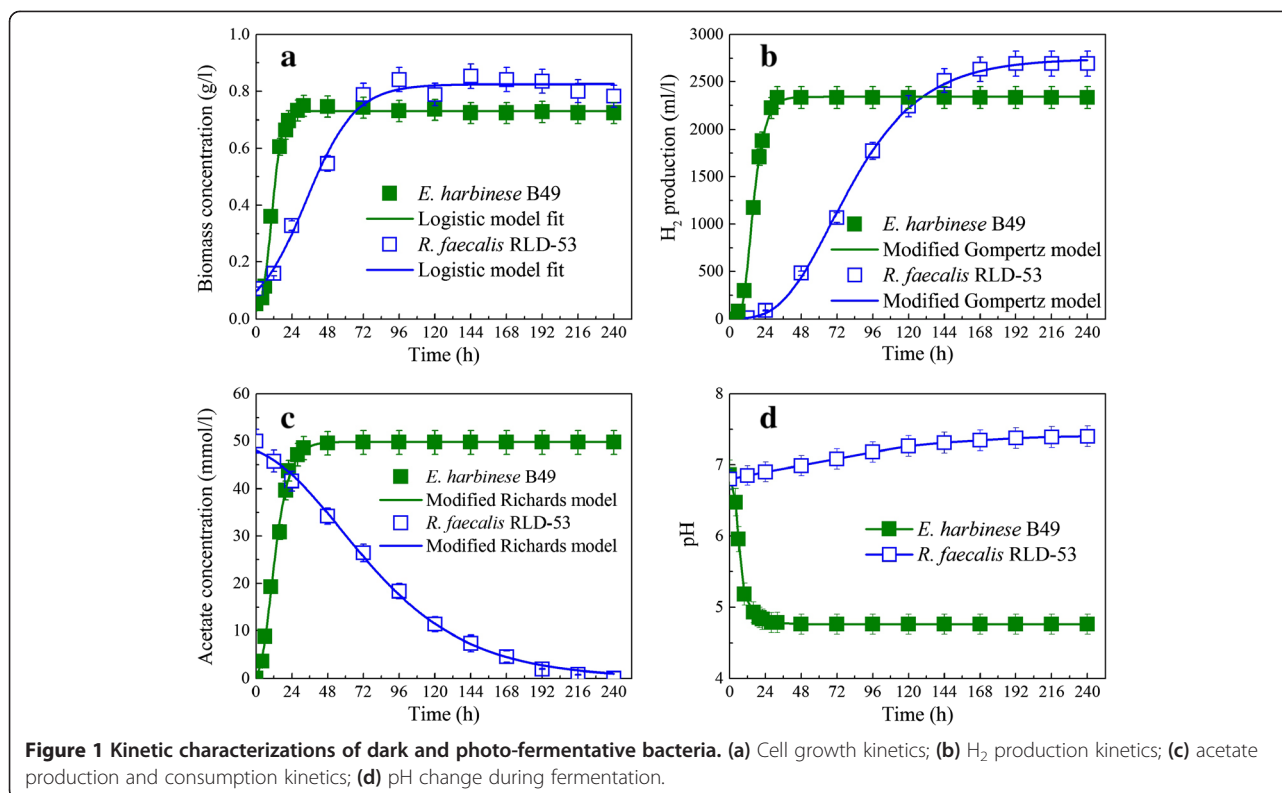 a
Biomass concentration (g/l)
1.0
0.8
0.6
0.4
0.2
0.0
E. harbinese B49
Logistic model fit
R. faecalis RLD-53
Logistic model fit
0 24 48 72 96 120 144 168 192 216 240
Time (h)
b
H₂ production (ml/l)
3000
2500
2000
1500
1000
500
0
E. harbinese B49
Modified Gompertz model
R. faecalis RLD-53
Modified Gompertz model
0 24 48 72 96 120 144 168 192 216 240
Time (h)
c
Acetate concentration (mmol/l)
60
50
40
30
20
10
0
E. harbinese B49
Modified Richards model
R. faecalis RLD-53
Modified Richards model
0 24 48 72 96 120 144 168 192 216 240
Time (h)
d
pH
8
7
6
5
4
E. harbinese B49
R. faecalis RLD-53
0 24 48 72 96 120 144 168 192 216 240
Time (h)
Figure 1 Kinetic characterizations of dark and photo-fermentative bacteria. (a) Cell growth kinetics; (b) H₂ production kinetics; (c) acetate
production and consumption kinetics; (d) pH change during fermentation.